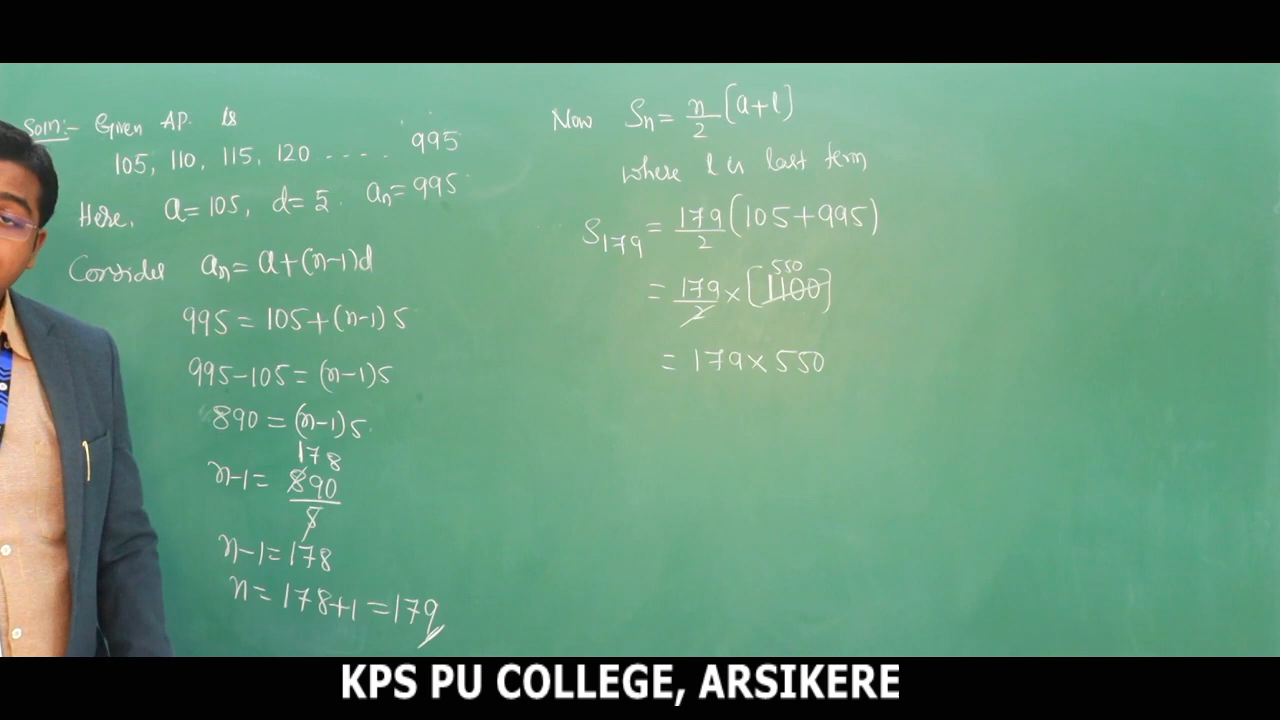 Soln:- Given AP. is
105, 110, 115, 120 ..... 995
Here, a=105, d=5. an=995
Consider an=a+(n-1)d
995=105+(n-1)5
995-105=(n-1)5
890=(n-1)5
178
n-1=890/5
n-1=178
n=178+1=179
Now Sn=n/2[a+l]
where l is last term
S179=179/2(105+995)
550
=179/2×[1100]
=179×550
KPS PU COLLEGE, ARSIKERE